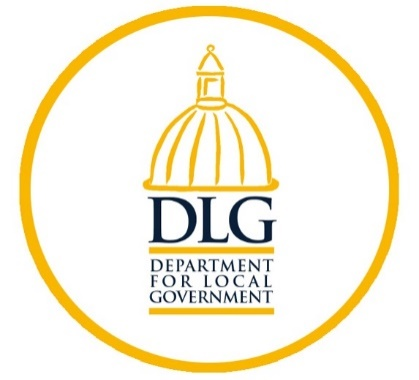 DLG
DEPARTMENT
FOR LOCAL
GOVERNMENT